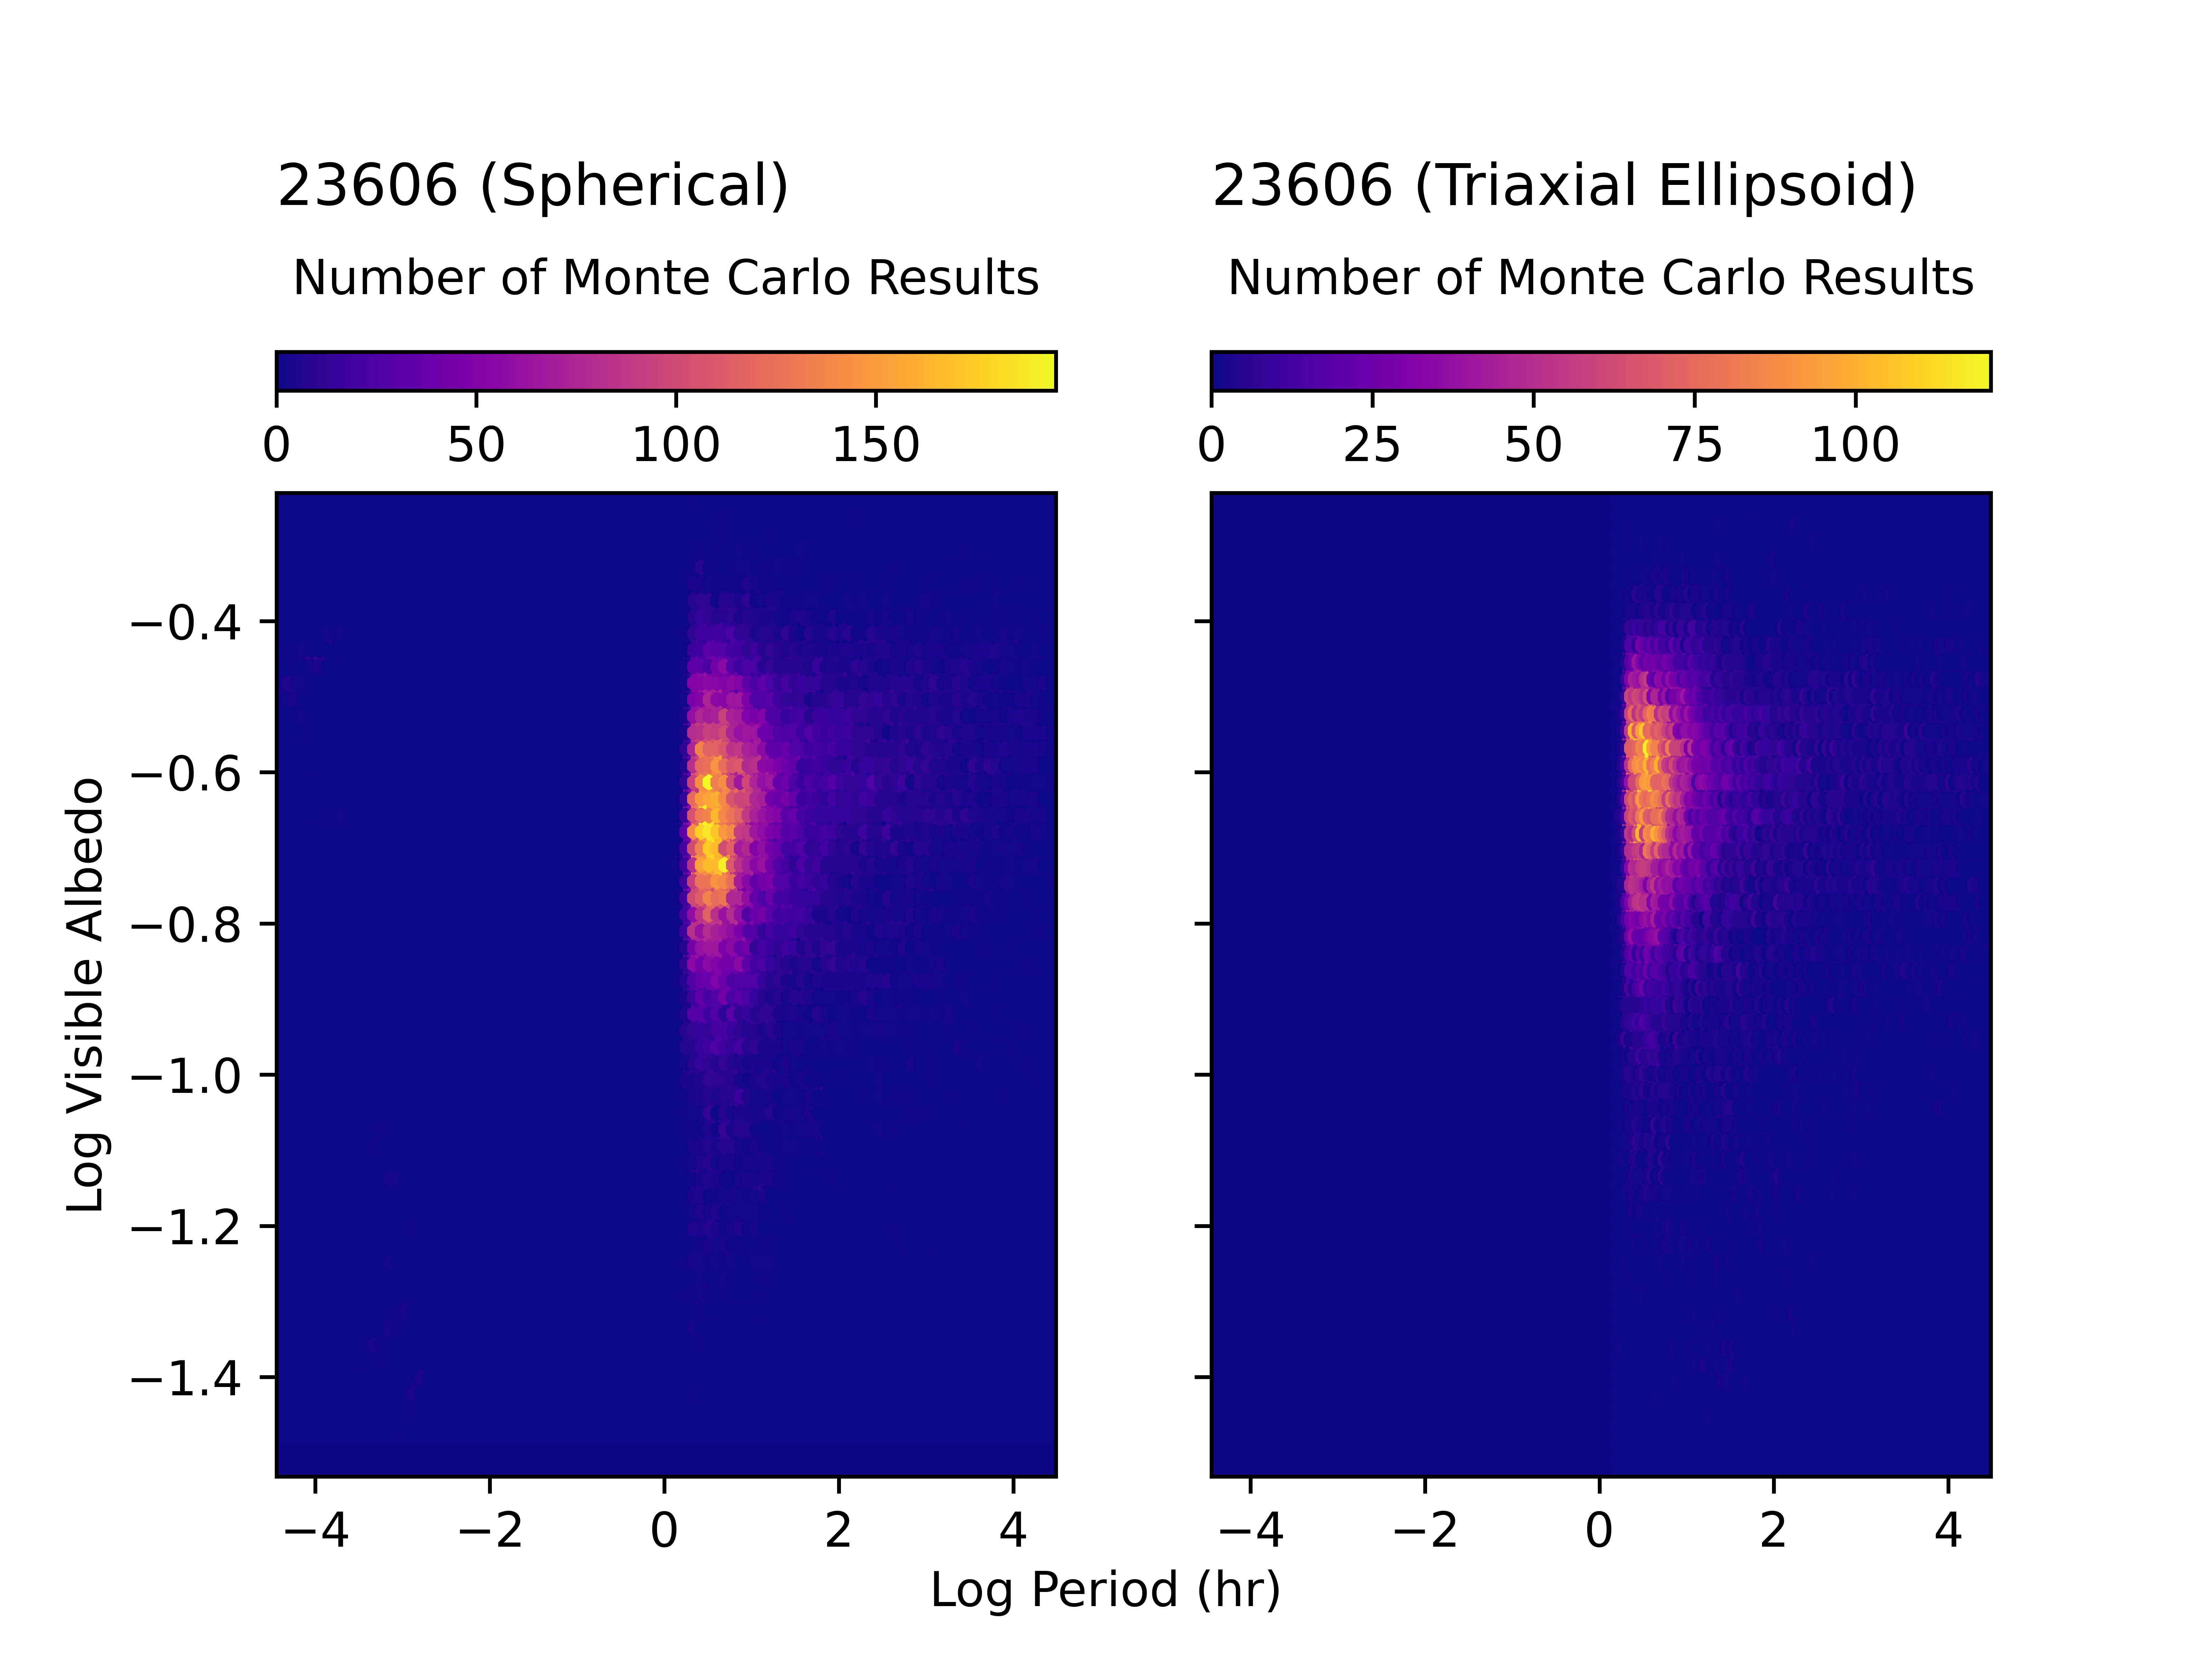 23606 (Spherical)
Number of Monte Carlo Results
0 50 100 150
23606 (Triaxial Ellipsoid)
Number of Monte Carlo Results
0 25 50 75 100
Log Visible Albedo
−0.4
−0.6
−0.8
−1.0
−1.2
−1.4
−4 −2 0 2 4
−4 −2 0 2 4
Log Period (hr)